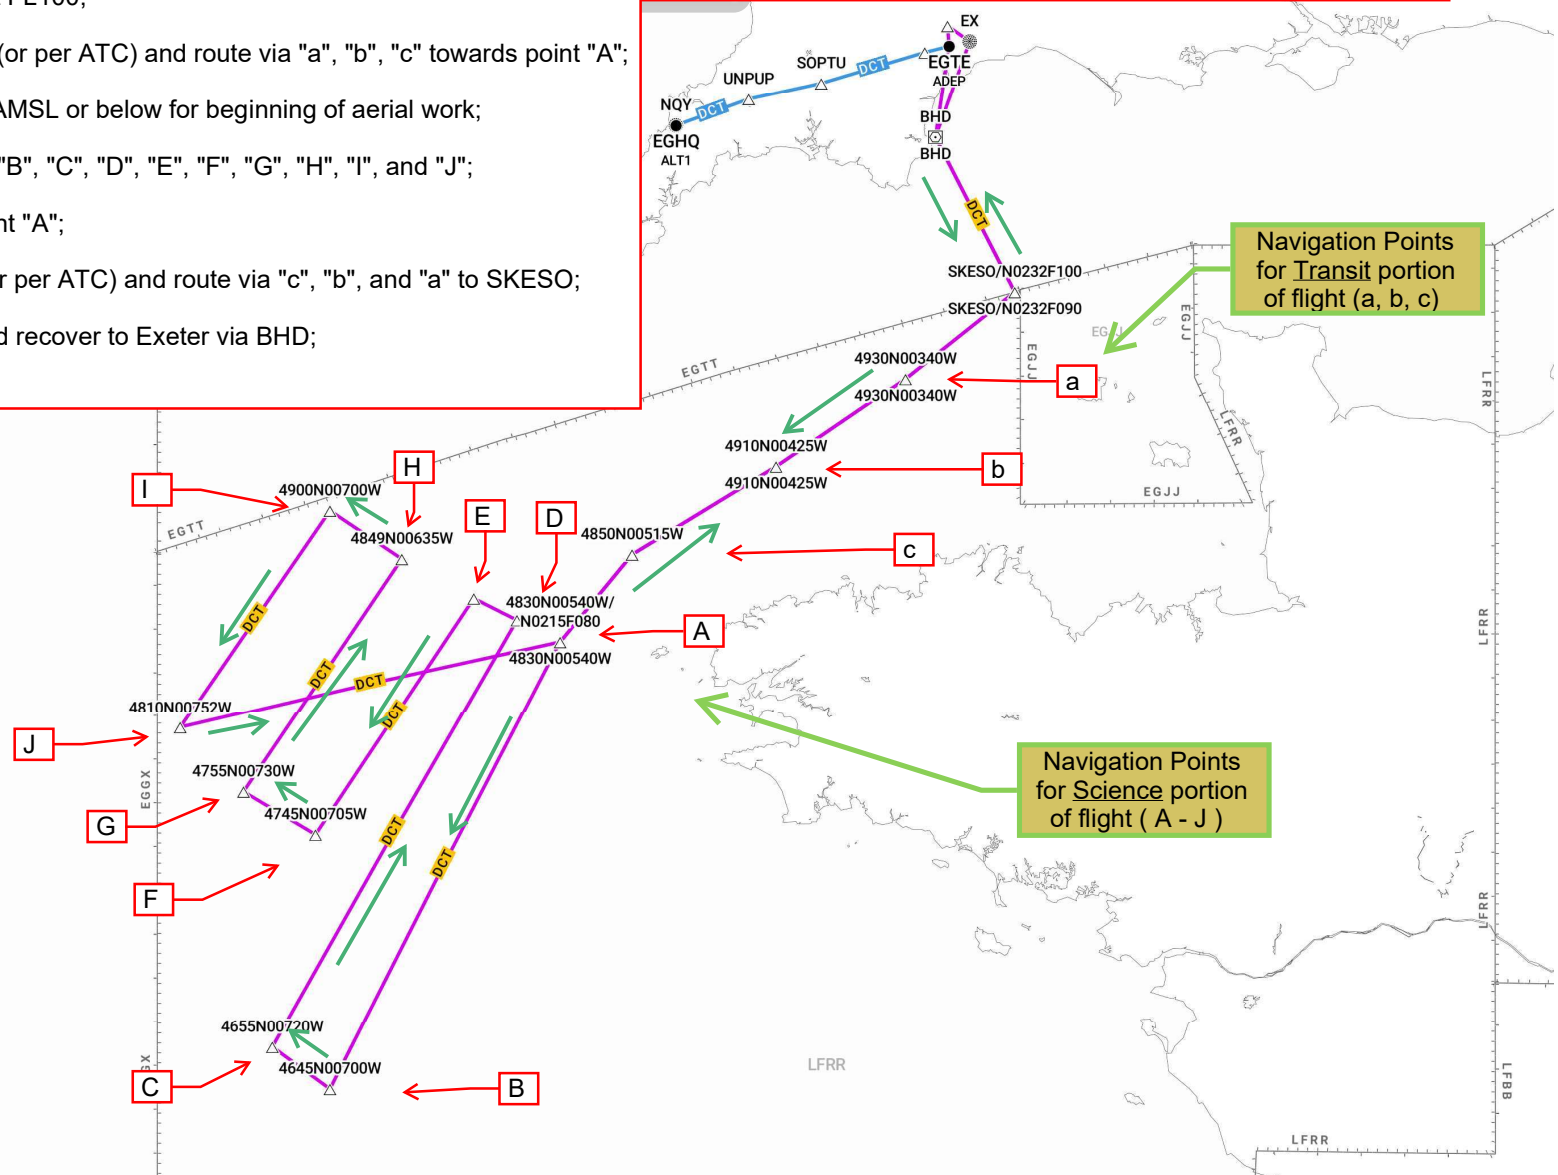 (or per ATC) and route via "a", "b", "c" towards point "A";
AMSL or below for beginning of aerial work;
"B", "C", "D", "E", "F", "G", "H", "I", and "J";
nt "A";
r per ATC) and route via "c", "b", and "a" to SKESO;
d recover to Exeter via BHD;
EX
SOPTU
DCT
EGTE
ADEP
UNPUP
NQY
DCT
EGHQ
ALT1
BHD
BHD
DCT
Navigation Points
for Transit portion
of flight (a, b, c)
SKESO/N0232F100
SKESO/N0232F090
EGJJ
EGJJ
EGJJ
EGTT
4930N00340W
4930N00340W
a
LFRR
LFRR
4910N00425W
4910N00425W
b
EGJJ
H
I
4900N00700W
E
D
EGTT
4849N00635W
4850N00515W
c
4830N00540W/
N0215F080
A
4830N00540W
LFRR
DCT
DCT
DCT
DCT
4810N00752W
J
Navigation Points
for Science portion
of flight ( A - J )
4755N00730W
EGGX
G
4745N00705W
DCT
DCT
F
LFRR
4655N00720W
GX
4645N00700W
C
B
LFRR
LFBB
LFRR